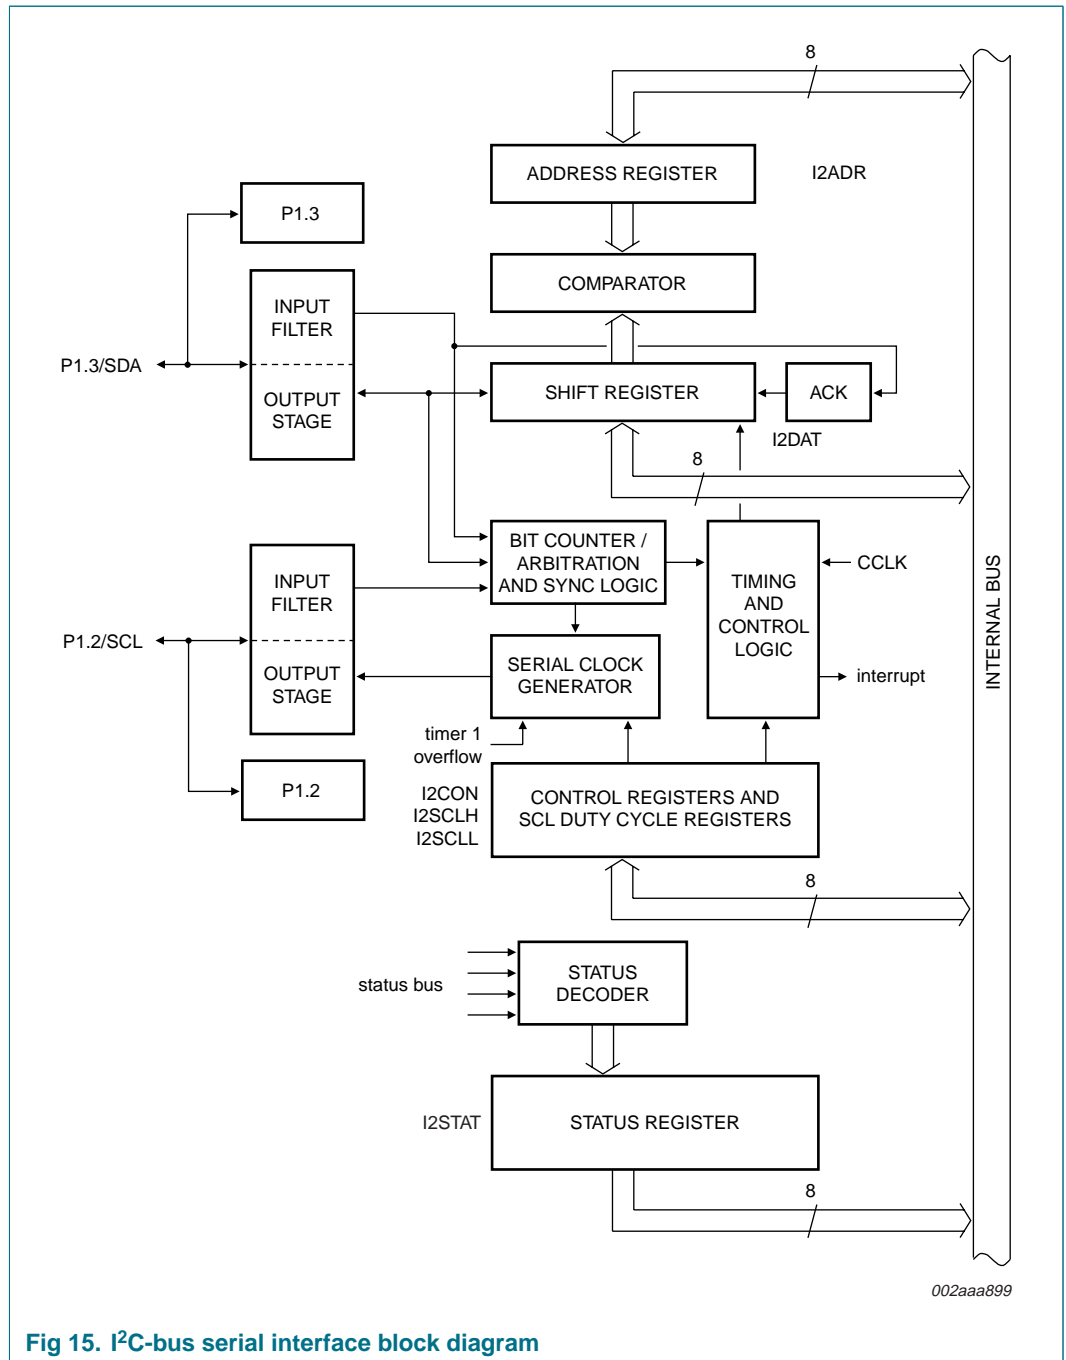 8
ADDRESS REGISTER
I2ADR
P1.3
COMPARATOR
INPUT
FILTER
P1.3/SDA
OUTPUT
STAGE
SHIFT REGISTER
ACK
I2DAT
8
BIT COUNTER /
ARBITRATION
AND SYNC LOGIC
INPUT
FILTER
TIMING
AND
CONTROL
LOGIC
CCLK
INTERNAL BUS
P1.2/SCL
OUTPUT
STAGE
SERIAL CLOCK
GENERATOR
interrupt
timer 1
overflow
P1.2
I2CON
I2SCLH
I2SCLL
CONTROL REGISTERS AND
SCL DUTY CYCLE REGISTERS
8
status bus
STATUS
DECODER
I2STAT
STATUS REGISTER
8
002aaa899
Fig 15. I²C-bus serial interface block diagram